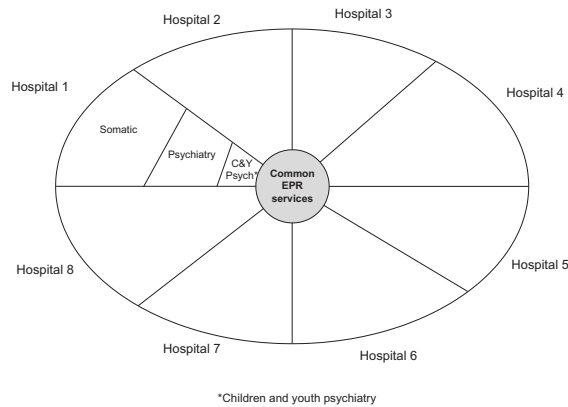 Hospital 2
Hospital 3
Hospital 1
Hospital 4
Somatic
Psychiatry
C&Y
Psych*
Common
EPR
services
Hospital 8
Hospital 5
Hospital 7
Hospital 6
*Children and youth psychiatry